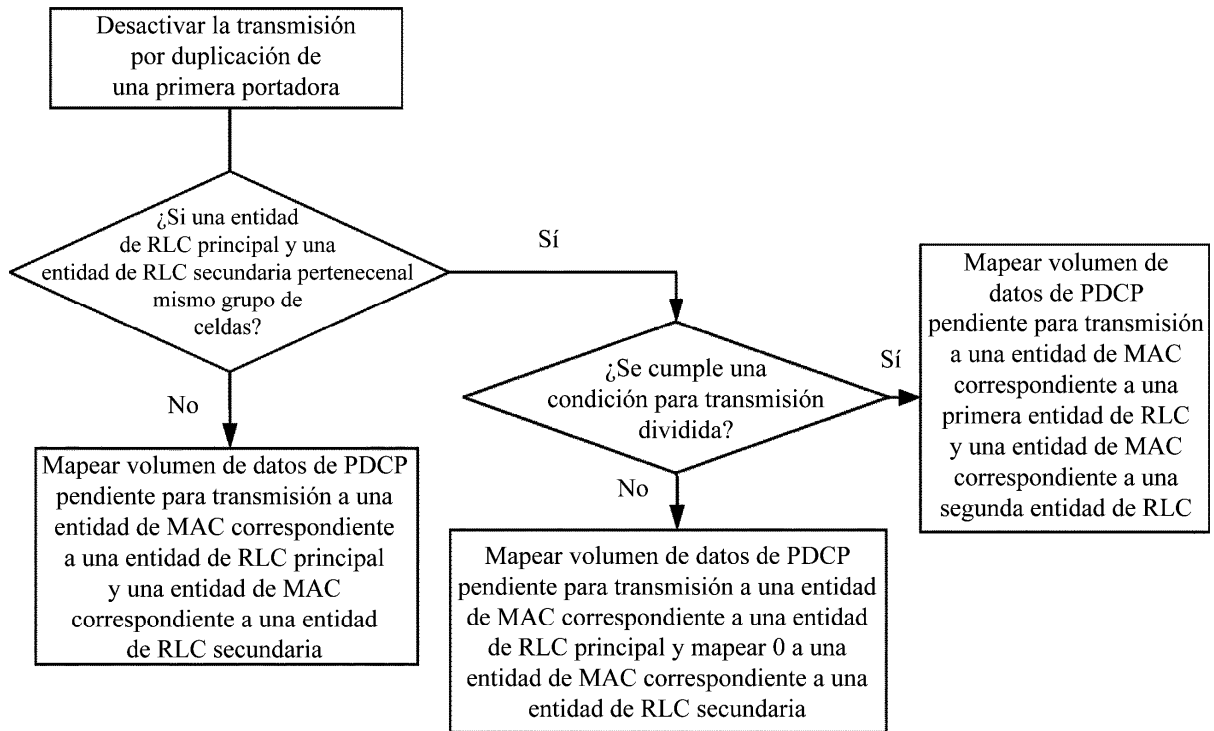 Desactivar la transmisión
por duplicación de
una primera portadora
¿Si una entidad
de RLC principal y una
entidad de RLC secundaria pertenecenal
mismo grupo de
celdas?
Sí
No
Mapear volumen de datos de PDCP
pendiente para transmisión a una
entidad de MAC correspondiente
a una entidad de RLC principal
y una entidad de MAC
correspondiente a una entidad
de RLC secundaria
¿Se cumple una
condición para transmisión
dividida?
Sí
No
Mapear volumen de datos de PDCP
pendiente para transmisión a una entidad
de MAC correspondiente a una entidad
de RLC principal y mapear 0 a una
entidad de MAC correspondiente a una
entidad de RLC secundaria
Mapear volumen de
datos de PDCP
pendiente para transmisión
a una entidad de MAC
correspondiente a una
primera entidad de RLC
y una entidad de MAC
correspondiente a una
segunda entidad de RLC